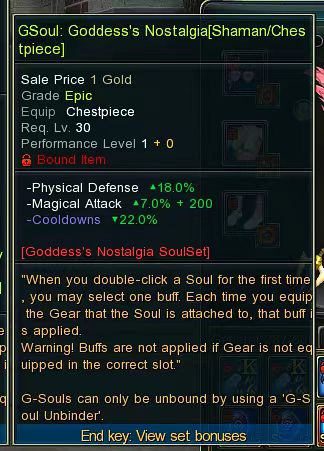 GSoul: Goddess's Nostalgia[Shaman/Ches
tpiece]
Sale Price 1 Gold
Grade Epic
Equip Chestpiece
Req. Lv. 30
Performance Level 1 + 0
Bound Item
-Physical Defense ▲18.0%
-Magical Attack ▲7.0% + 200
-Cooldowns ▼22.0%
[Goddess's Nostalgia SoulSet]
"When you double-click a Soul for the first time
, you may select one buff. Each time you equip
the Gear that the Soul is attached to, that buff i
s applied.
Warning! Buffs are not applied if Gear is not eq
uipped in the correct slot."
G-Souls can only be unbound by using a 'G-S
oul Unbinder'.
End key: View set bonuses